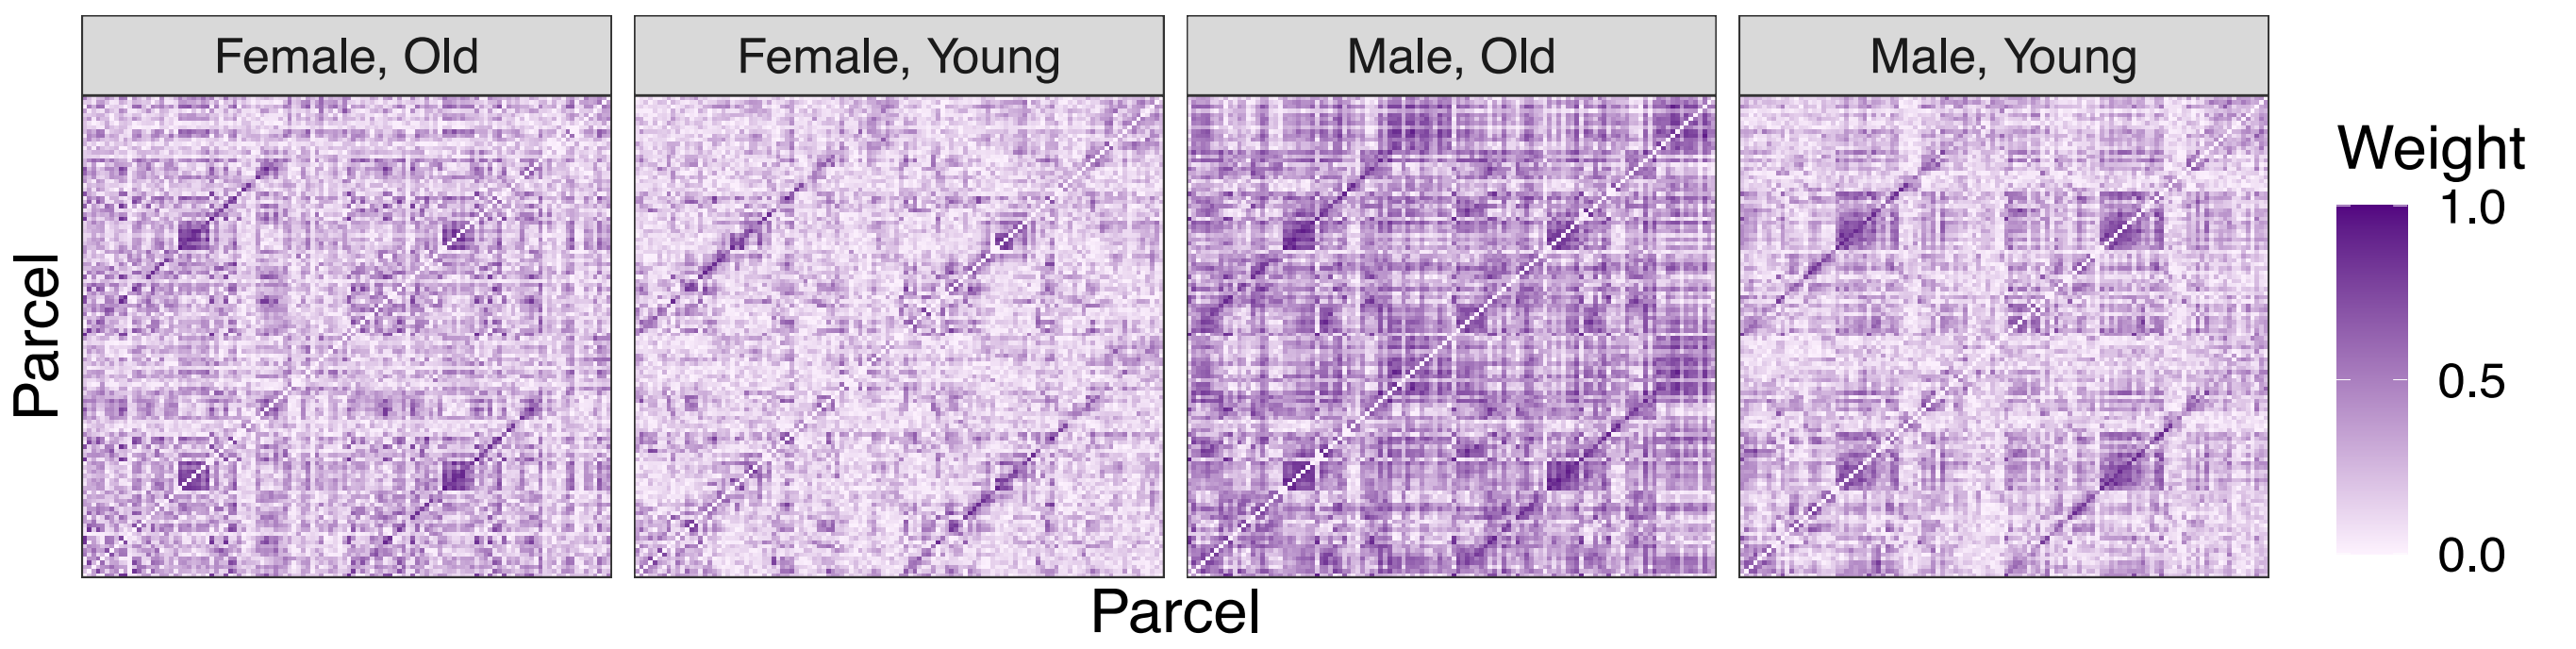 Female, Old
Female, Young
Male, Old
Male, Young
Parcel
Parcel
Weight
1.0
0.5
0.0